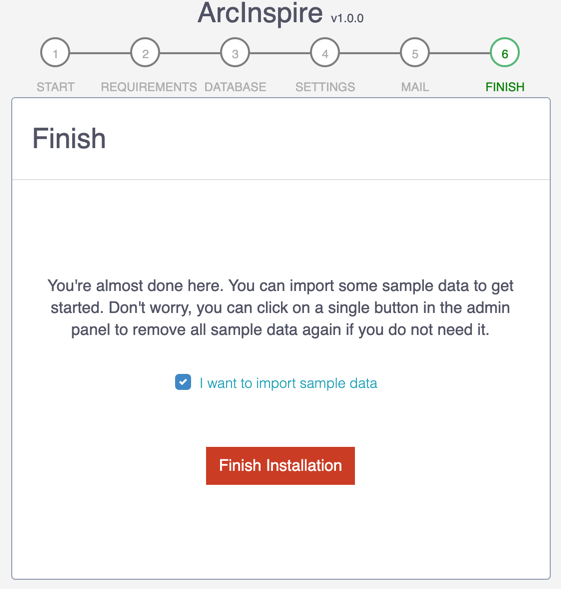 ArcInspire v1.0.0
1 2 3 4 5 6
START REQUIREMENTS DATABASE SETTINGS MAIL FINISH
Finish
You're almost done here. You can import some sample data to get
started. Don't worry, you can click on a single button in the admin
panel to remove all sample data again if you do not need it.
I want to import sample data
Finish Installation